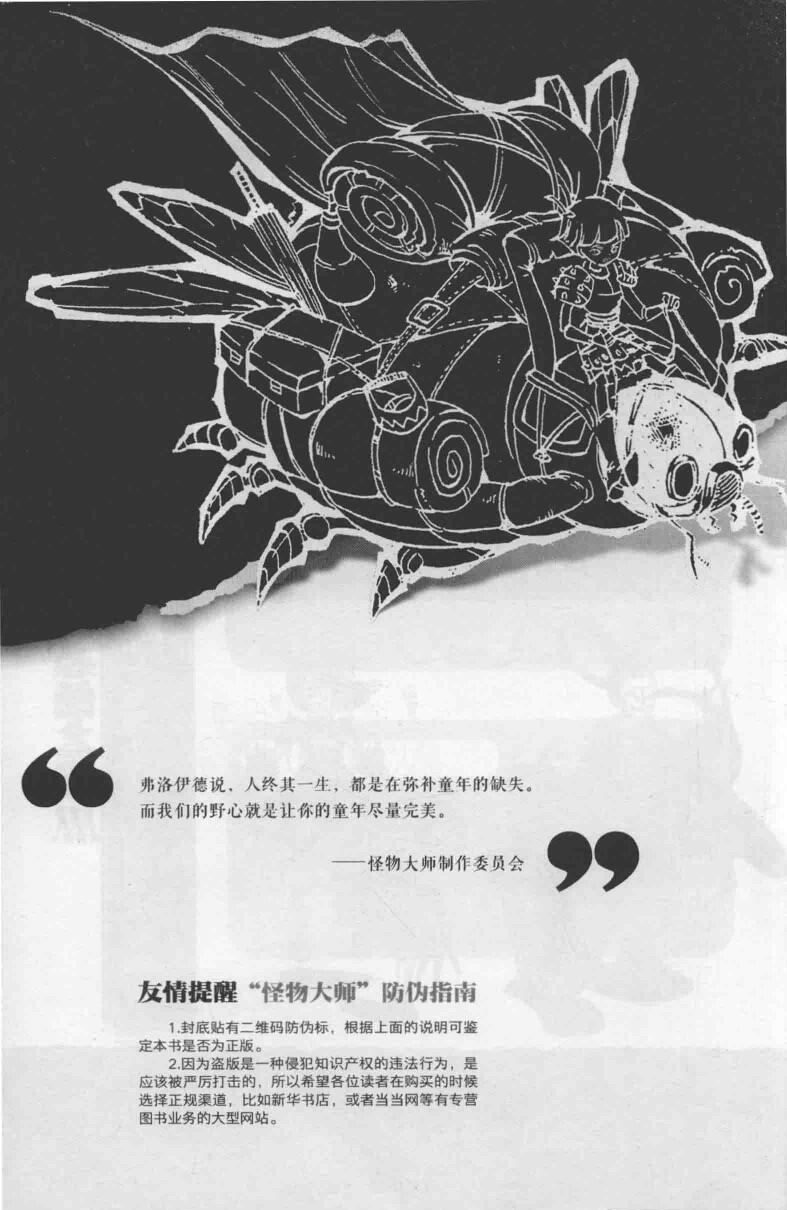 弗洛伊德说，人终其一生，都是在弥补童年的缺失。
而我们的野心就是让你的童年尽量完美。
——怪物大师制作委员会
友情提醒“怪物大师”防伪指南
1.封底贴有二维码防伪标，根据上面的说明可鉴
定本书是否为正版。
2.因为盗版是一种侵犯知识产权的违法行为，是
应该被严厉打击的，所以希望各位读者在购买的时候
选择正规渠道，比如新华书店，或者当当网等有专营
图书业务的大型网站。